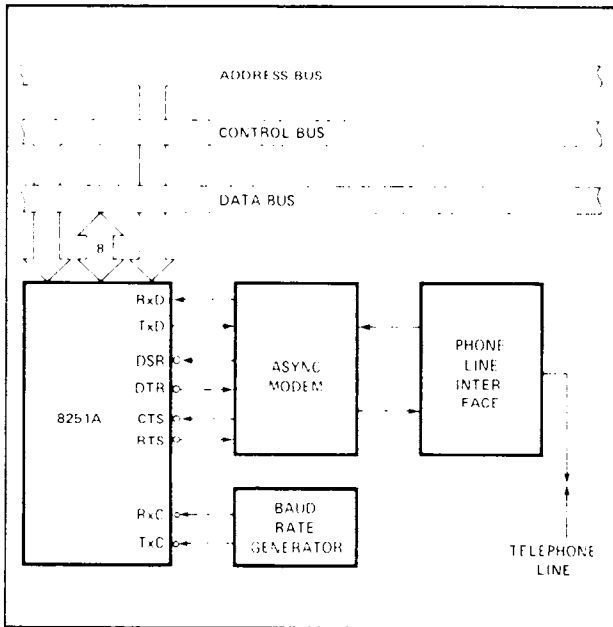 ADDRESS BUS
CONTROL BUS
DATA BUS
8
8251A
RxD
TxD
DSR
DTR
CTS
RTS
RxC
TxC
ASYNC
MODEM
BAUD
RATE
GENERATOR
PHONE
LINE
INTER
FACE
TELEPHONE
LINE